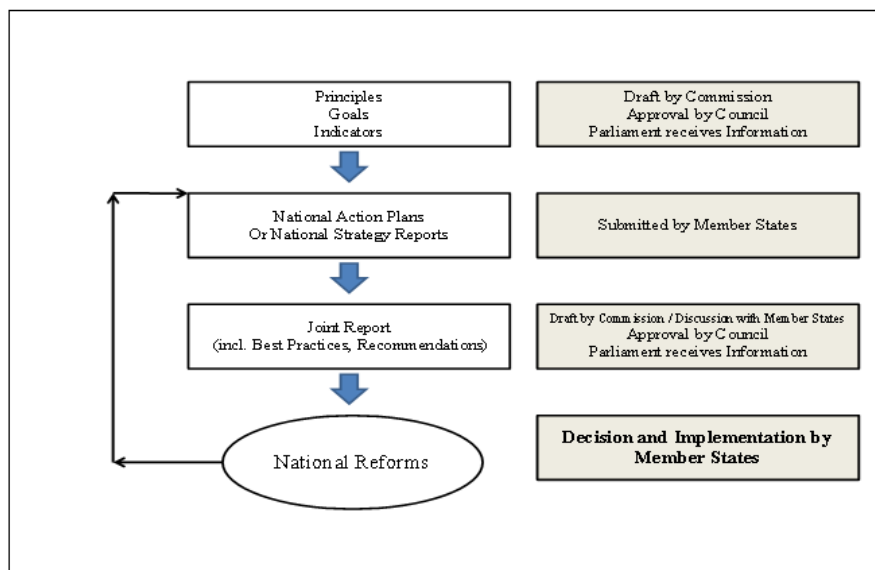 Principles
Goals
Indicators
Draft by Commission
Approval by Council
Parliament receives Information
National Action Plans
Or National Strategy Reports
Submitted by Member States
Joint Report
(incl. Best Practices, Recommendations)
Draft by Commission / Discussion with Member States
Approval by Council
Parliament receives Information
National Reforms
Decision and Implementation by
Member States